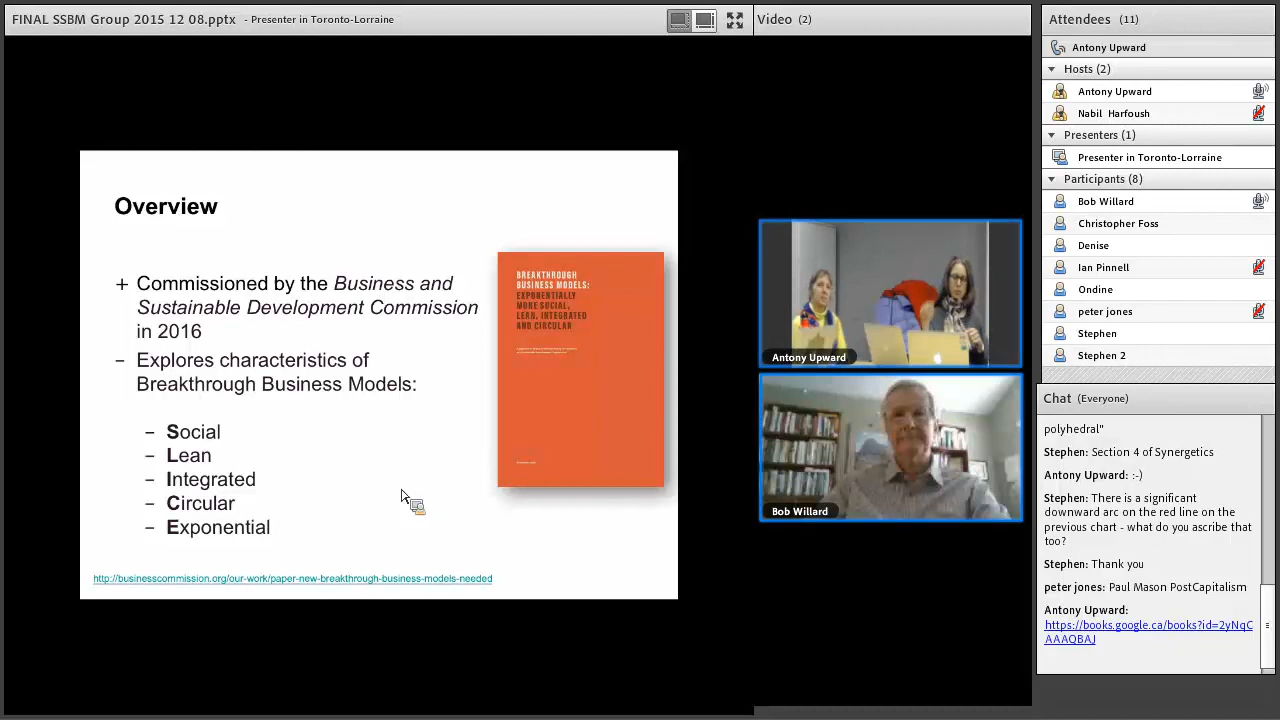 FINAL SSBM Group 2015 12 08.pptx - Presenter in Toronto-Lorraine
Overview
+ Commissioned by the Business and
Sustainable Development Commission
in 2016
– Explores characteristics of
Breakthrough Business Models:
– Social
– Lean
– Integrated
– Circular
– Exponential
http://businesscommission.org/our-work/paper-new-breakthrough-business-models-needed
BREAKTHROUGH
BUSINESS MODELS:
EXPONENTIALLY
MORE SOCIAL,
LEAN, INTEGRATED
AND CIRCULAR
Video (2)
Antony Upward
Bob Willard
Attendees (11)
Antony Upward
Hosts (2)
Antony Upward
Nabil Harfoush
Presenters (1)
Presenter in Toronto-Lorraine
Participants (8)
Bob Willard
Christopher Foss
Denise
Ian Pinnell
Ondine
peter jones
Stephen
Stephen 2
Chat (Everyone)
polyhedral"
Stephen: Section 4 of Synergetics
Antony Upward: :-)
Stephen: There is a significant
downward arc on the red line on the
previous chart - what do you ascribe that
too?
Stephen: Thank you
peter jones: Paul Mason PostCapitalism
Antony Upward:
https://books.google.ca/books?id=2yNqC
AAAQBAJ